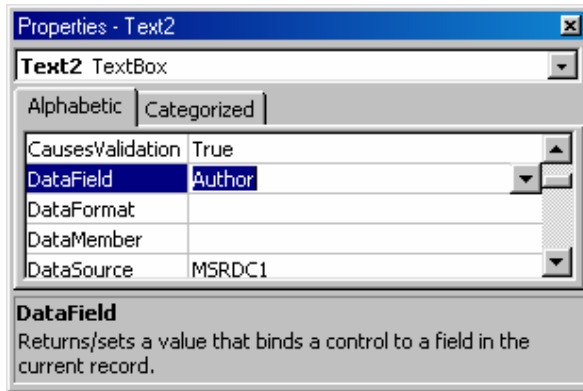 Properties - Text2
Text2 TextBox
Alphabetic Categorized
CausesValidation True
DataField Author
DataFormat
DataMember
DataSource MSRDC1
DataField
Returns/sets a value that binds a control to a field in the
current record.